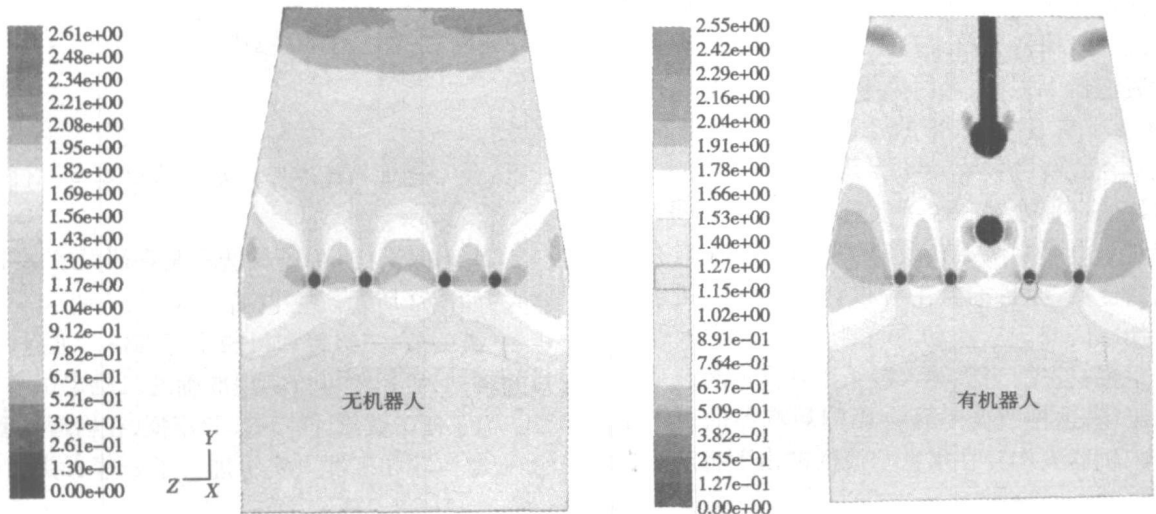 2.61e+00
2.48e+00
2.34e+00
2.21e+00
2.08e+00
1.95e+00
1.82e+00
1.69e+00
1.56e+00
1.43e+00
1.30e+00
1.17e+00
1.04e+00
9.12e−01
7.82e−01
6.51e−01
5.21e−01
3.91e−01
2.61e−01
1.30e−01
0.00e+00
无机器人
Y
Z
X
2.55e+00
2.42e+00
2.29e+00
2.16e+00
2.04e+00
1.91e+00
1.78e+00
1.66e+00
1.53e+00
1.40e+00
1.27e+00
1.15e+00
1.02e+00
8.91e−01
7.64e−01
6.37e−01
5.09e−01
3.82e−01
2.55e−01
1.27e−01
0.00e+00
有机器人